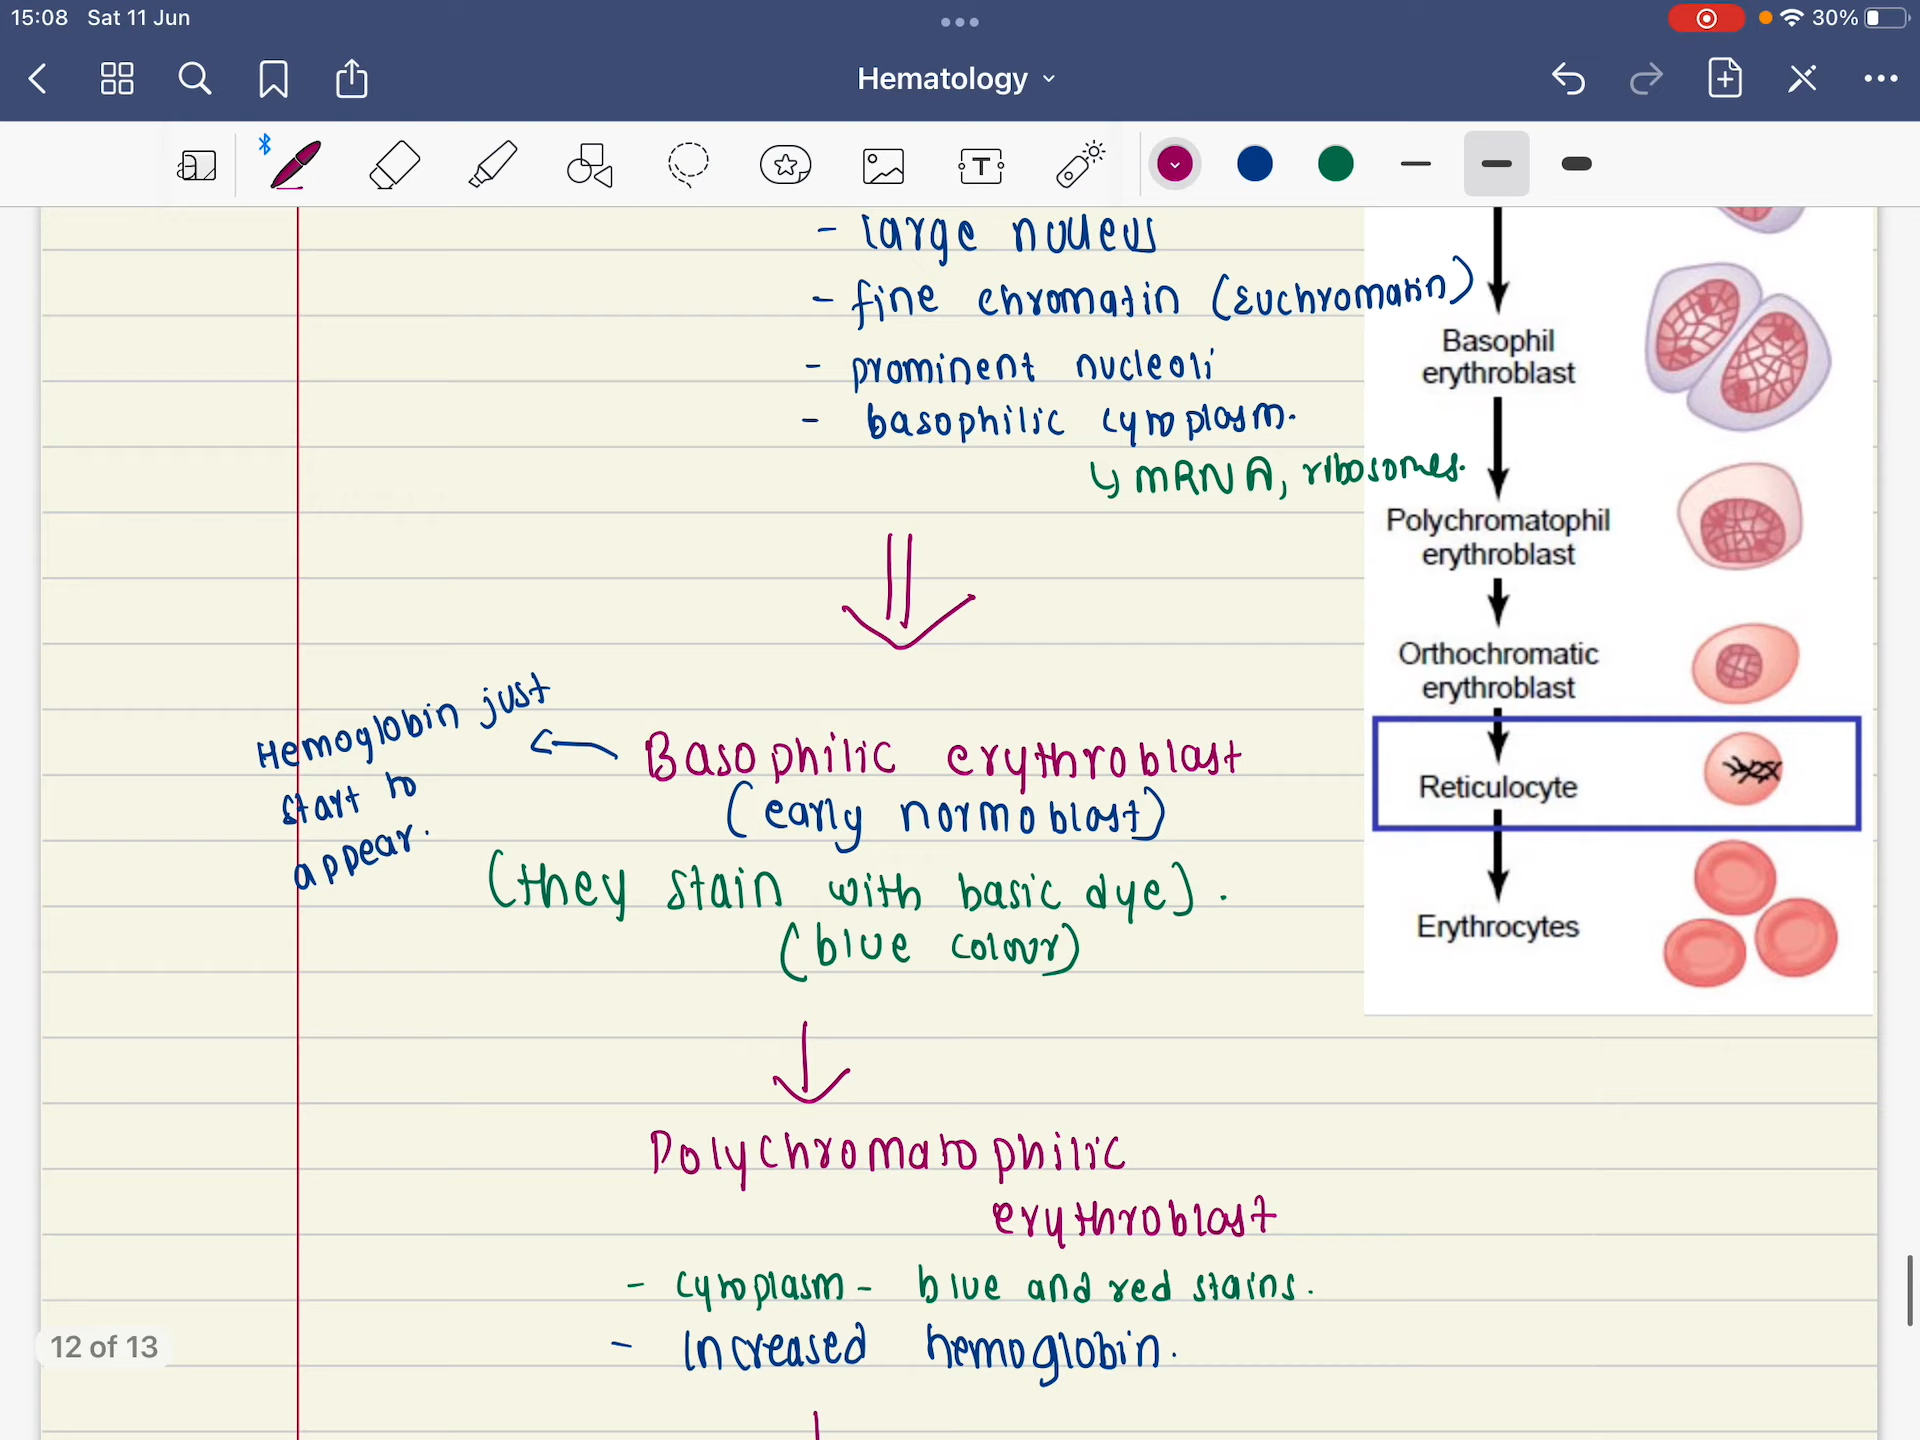 15:08 Sat 11 Jun
30%
Hematology
- large nucleus
- fine chromatin (Euchromatin)
- prominent nucleoli
- basophilic cytoplasm.
↳ mRNA, ribosomes.
Hemoglobin just
start to
appear.
Basophilic erythroblast
(early normoblast)
(they stain with basic dye).
(blue colour)
Polychromatophilic
erythroblast
- cytoplasm - blue and red stains.
- Increased hemoglobin.
Basophil
erythroblast
Polychromatophil
erythroblast
Orthochromatic
erythroblast
Reticulocyte
Erythrocytes
12 of 13